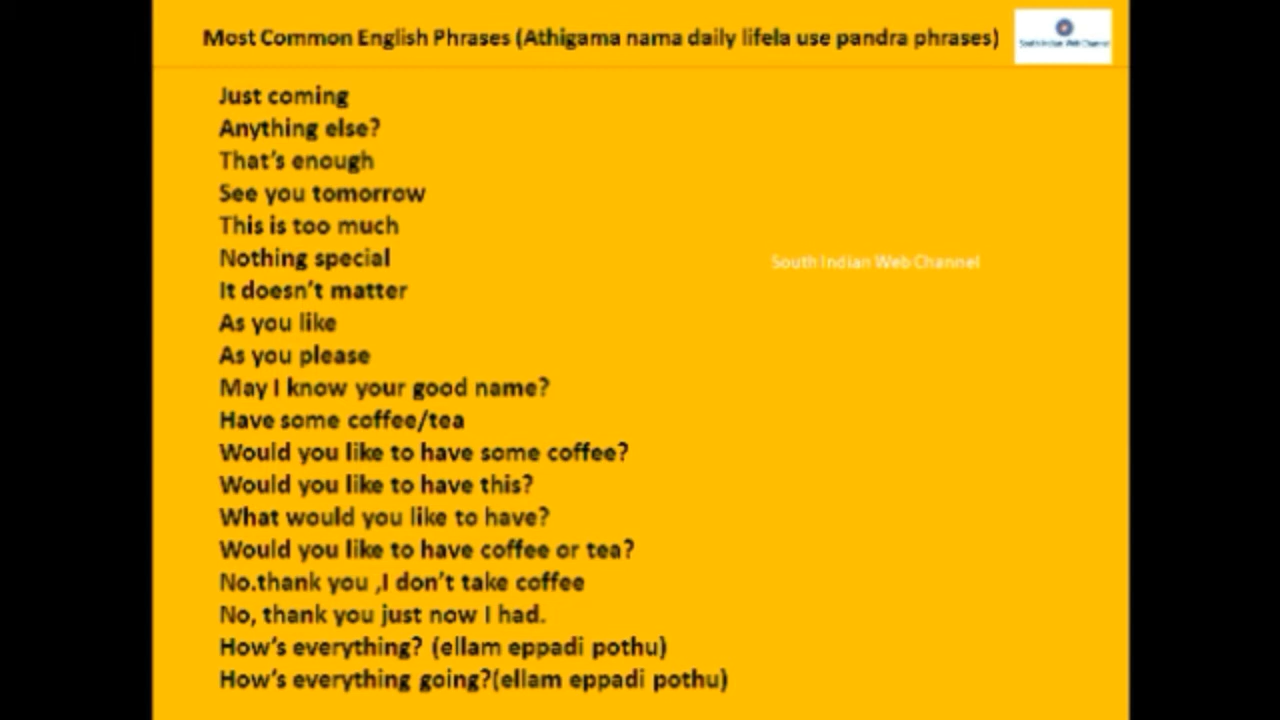 Most Common English Phrases (Athigama nama daily lifela use pandra phrases)
South Indian Web Channel
Just coming
Anything else?
That's enough
See you tomorrow
This is too much
Nothing special
South Indian Web Channel
It doesn't matter
As you like
As you please
May I know your good name?
Have some coffee/tea
Would you like to have some coffee?
Would you like to have this?
What would you like to have?
Would you like to have coffee or tea?
No.thank you ,I don't take coffee
No, thank you just now I had.
How's everything? (ellam eppadi pothu)
How's everything going?(ellam eppadi pothu)